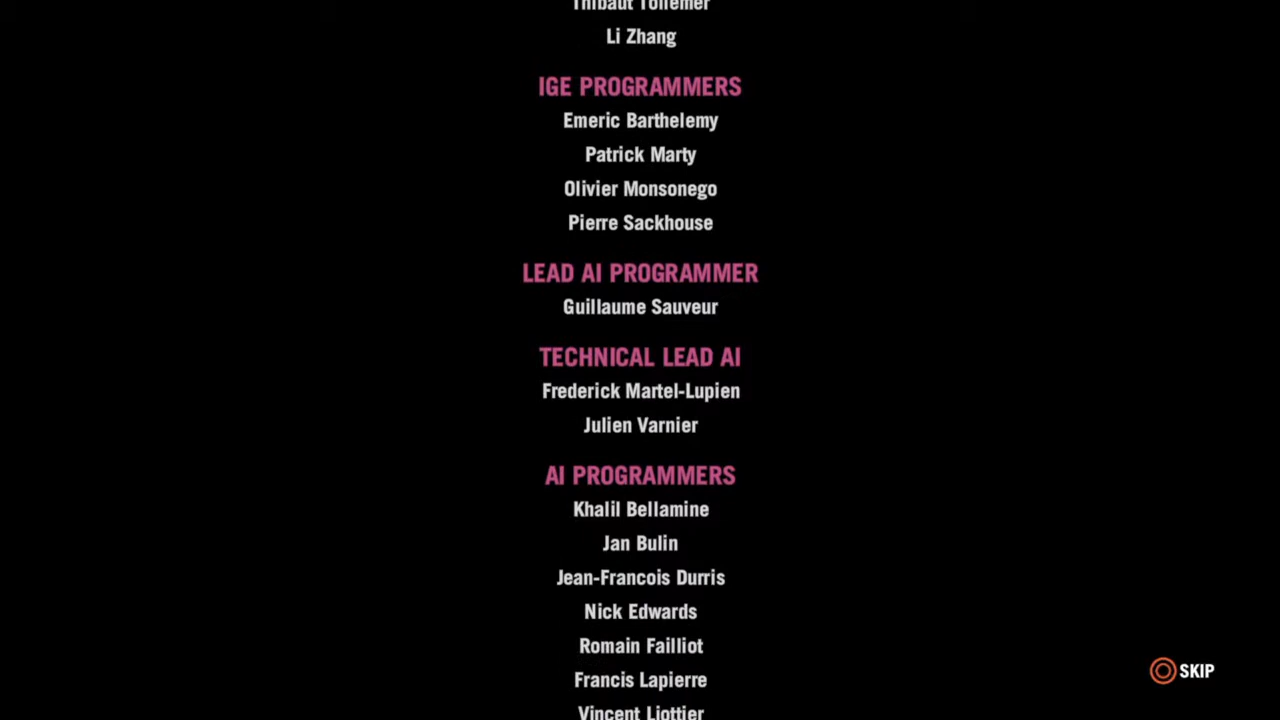 Thibaut Tollemer
Li Zhang
IGE PROGRAMMERS
Emeric Barthelemy
Patrick Marty
Olivier Monsonego
Pierre Sackhouse
LEAD AI PROGRAMMER
Guillaume Sauveur
TECHNICAL LEAD AI
Frederick Martel-Lupien
Julien Varnier
AI PROGRAMMERS
Khalil Bellamine
Jan Bulin
Jean-Francois Durris
Nick Edwards
Romain Failliot
Francis Lapierre
Vincent Liottier
SKIP